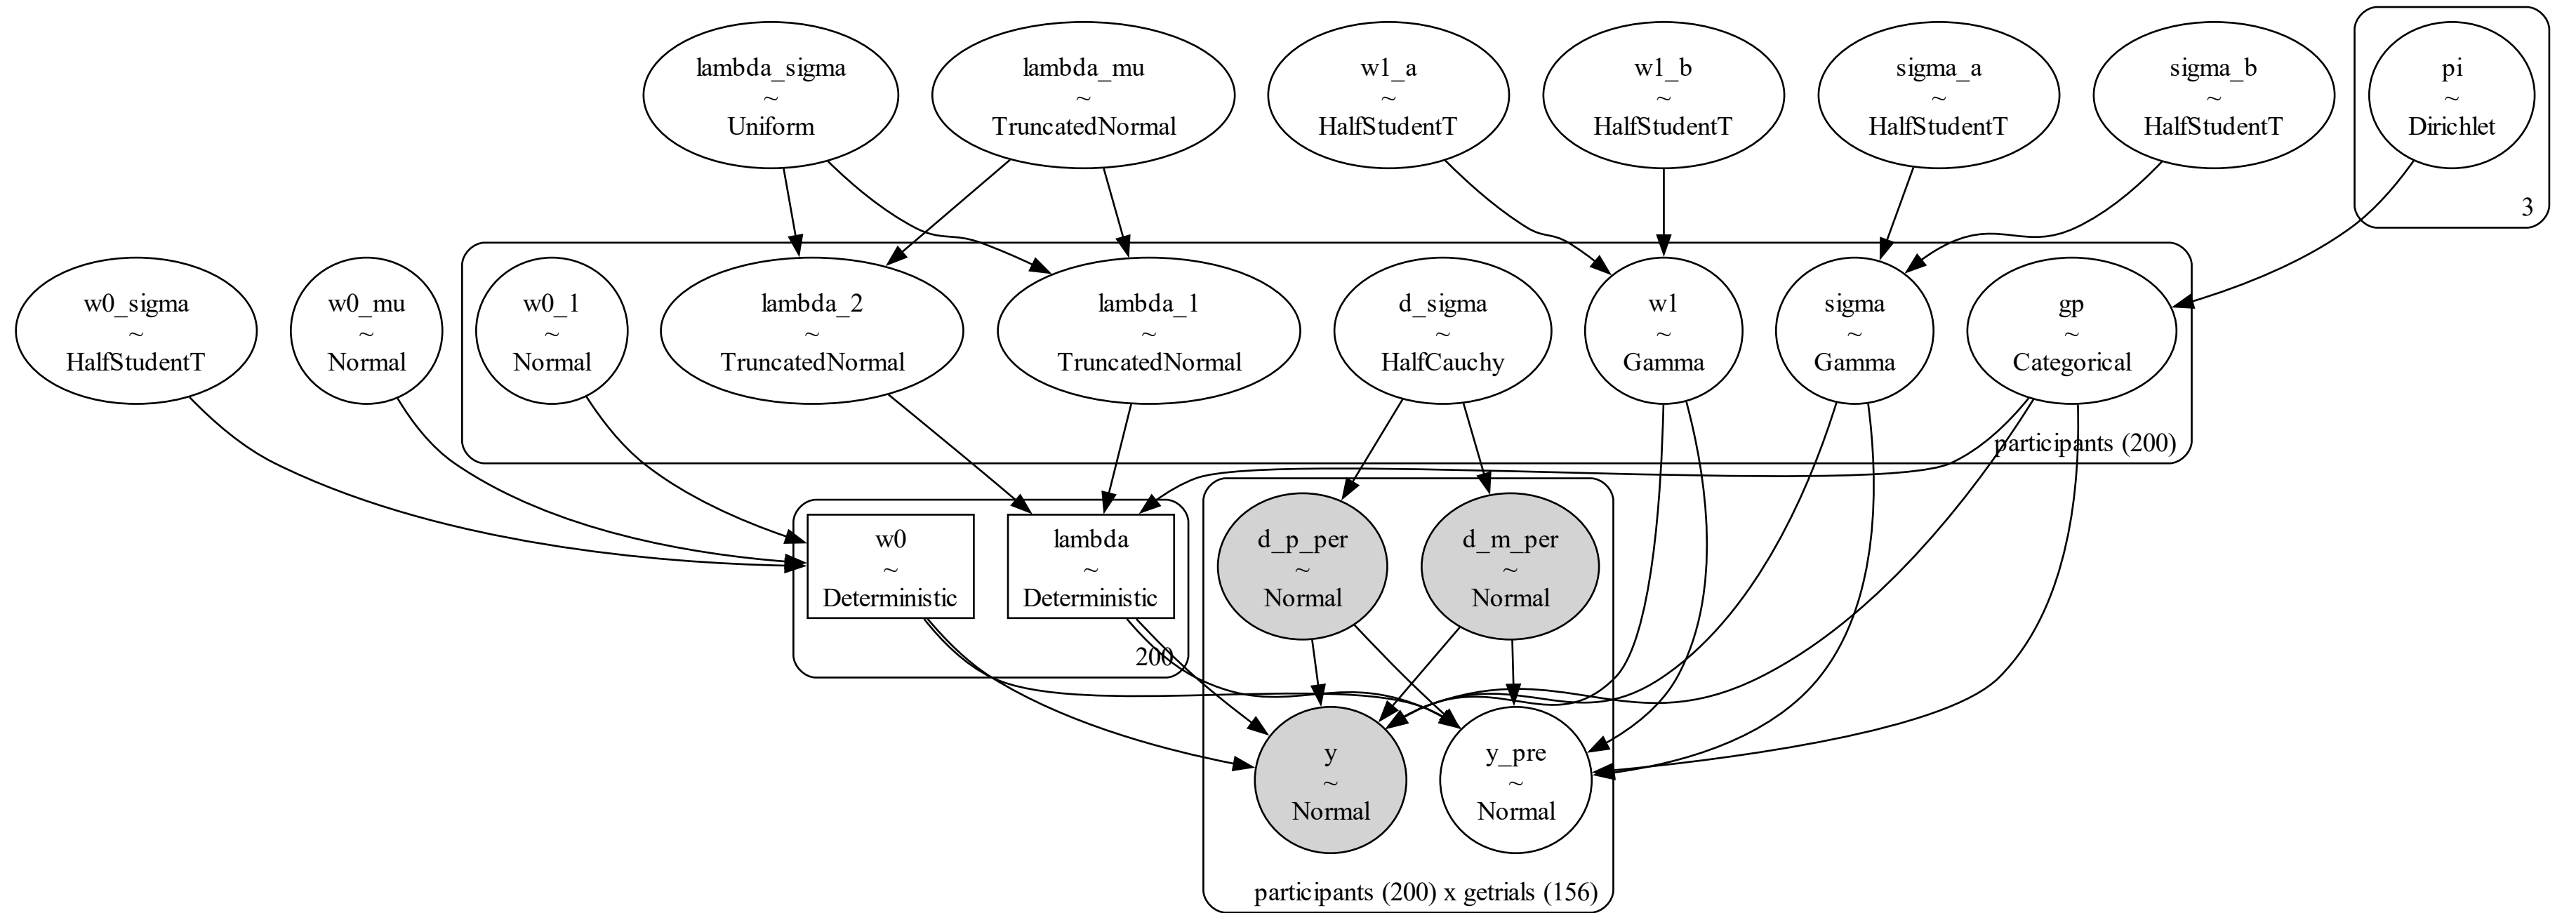 lambda_sigma
~
Uniform
lambda_mu
~
TruncatedNormal
w1_a
~
HalfStudentT
w1_b
~
HalfStudentT
sigma_a
~
HalfStudentT
sigma_b
~
HalfStudentT
pi
~
Dirichlet
3
w0_sigma
~
HalfStudentT
w0_mu
~
Normal
w0_1
~
Normal
lambda_2
~
TruncatedNormal
lambda_1
~
TruncatedNormal
d_sigma
~
HalfCauchy
w1
~
Gamma
sigma
~
Gamma
gp
~
Categorical
participants (200)
w0
~
Deterministic
lambda
~
Deterministic
200
d_p_per
~
Normal
d_m_per
~
Normal
y
~
Normal
y_pre
~
Normal
participants (200) x getrials (156)